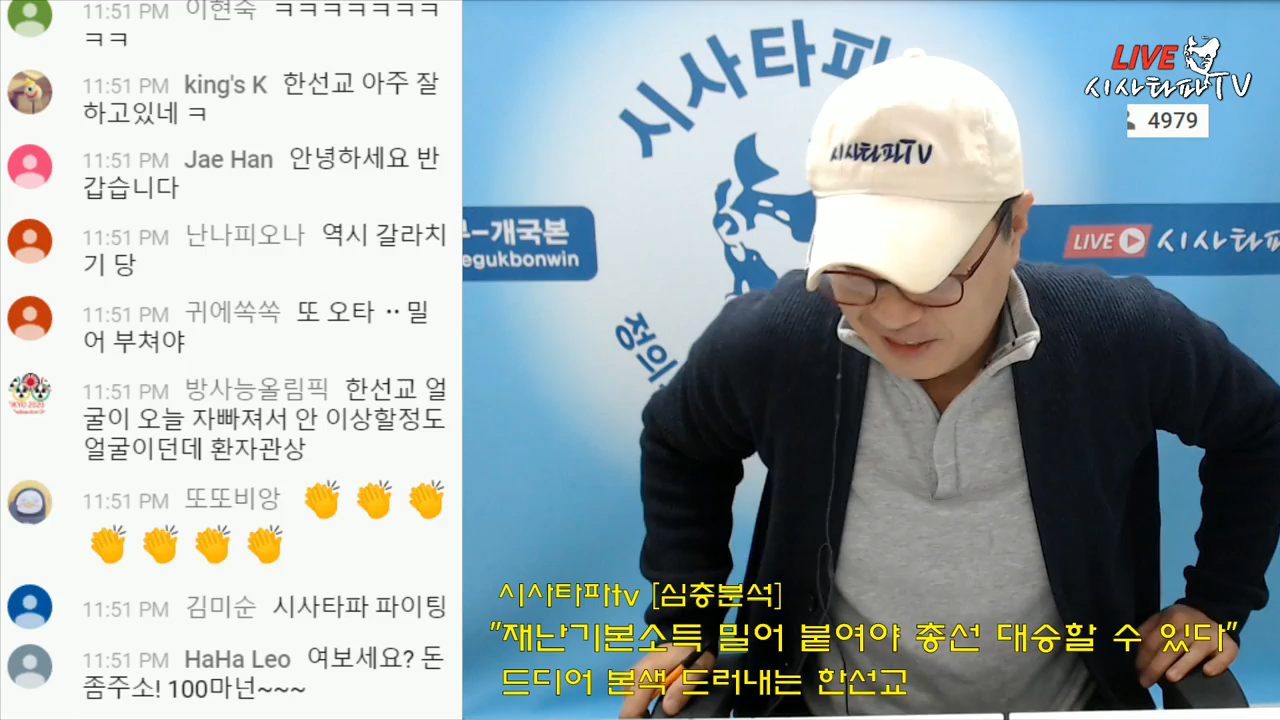 11:51 PM 이현숙 ㅋㅋㅋㅋㅋㅋㅋ
ㅋㅋ
11:51 PM king's K 한선교 아주 잘
하고있네 ㅋ
11:51 PM Jae Han 안녕하세요 반
갑습니다
11:51 PM 난나피오나 역시 갈라치
기 당
11:51 PM 귀에쏙쏙 또 오타 ··밀
어 부쳐야
11:51 PM 방사능올림픽 한선교 얼
굴이 오늘 자빠져서 안 이상할정도
얼굴이던데 환자관상
11:51 PM 또또비앙 👏 👏 👏
👏 👏 👏 👏
11:51 PM 김미순 시사타파 파이팅
11:51 PM HaHa Leo 여보세요? 돈
좀주소! 100마넌~~~
시사타파
LIVE
시사타파TV
4979
시사타파TV
-개국본
egukbonwin
LIVE 시사타파
정의
시사타파tv [심층분석]
"재난기본소득 밀어 붙여야 총선 대승할 수 있다"
드디어 본색 드러내는 한선교